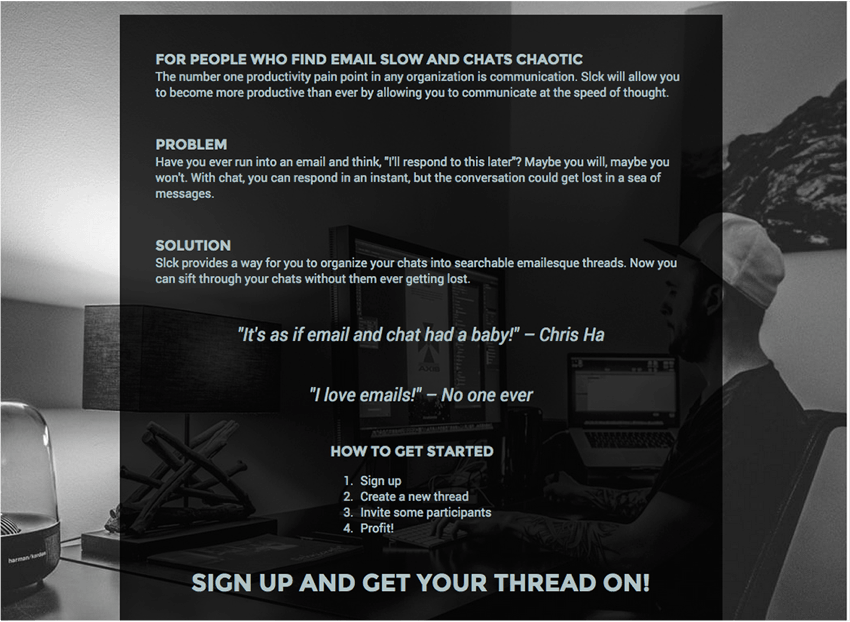 FOR PEOPLE WHO FIND EMAIL SLOW AND CHATS CHAOTIC
The number one productivity pain point in any organization is communication. Slck will allow you
to become more productive than ever by allowing you to communicate at the speed of thought.
PROBLEM
Have you ever run into an email and think, "I'll respond to this later"? Maybe you will, maybe you
won't. With chat, you can respond in an instant, but the conversation could get lost in a sea of
messages.
SOLUTION
Slck provides a way for you to organize your chats into searchable emailesque threads. Now you
can sift through your chats without them ever getting lost.
"It's as if email and chat had a baby!" – Chris Ha
"I love emails!" – No one ever
HOW TO GET STARTED
1. Sign up
2. Create a new thread
3. Invite some participants
4. Profit!
harman/kardon
SIGN UP AND GET YOUR THREAD ON!